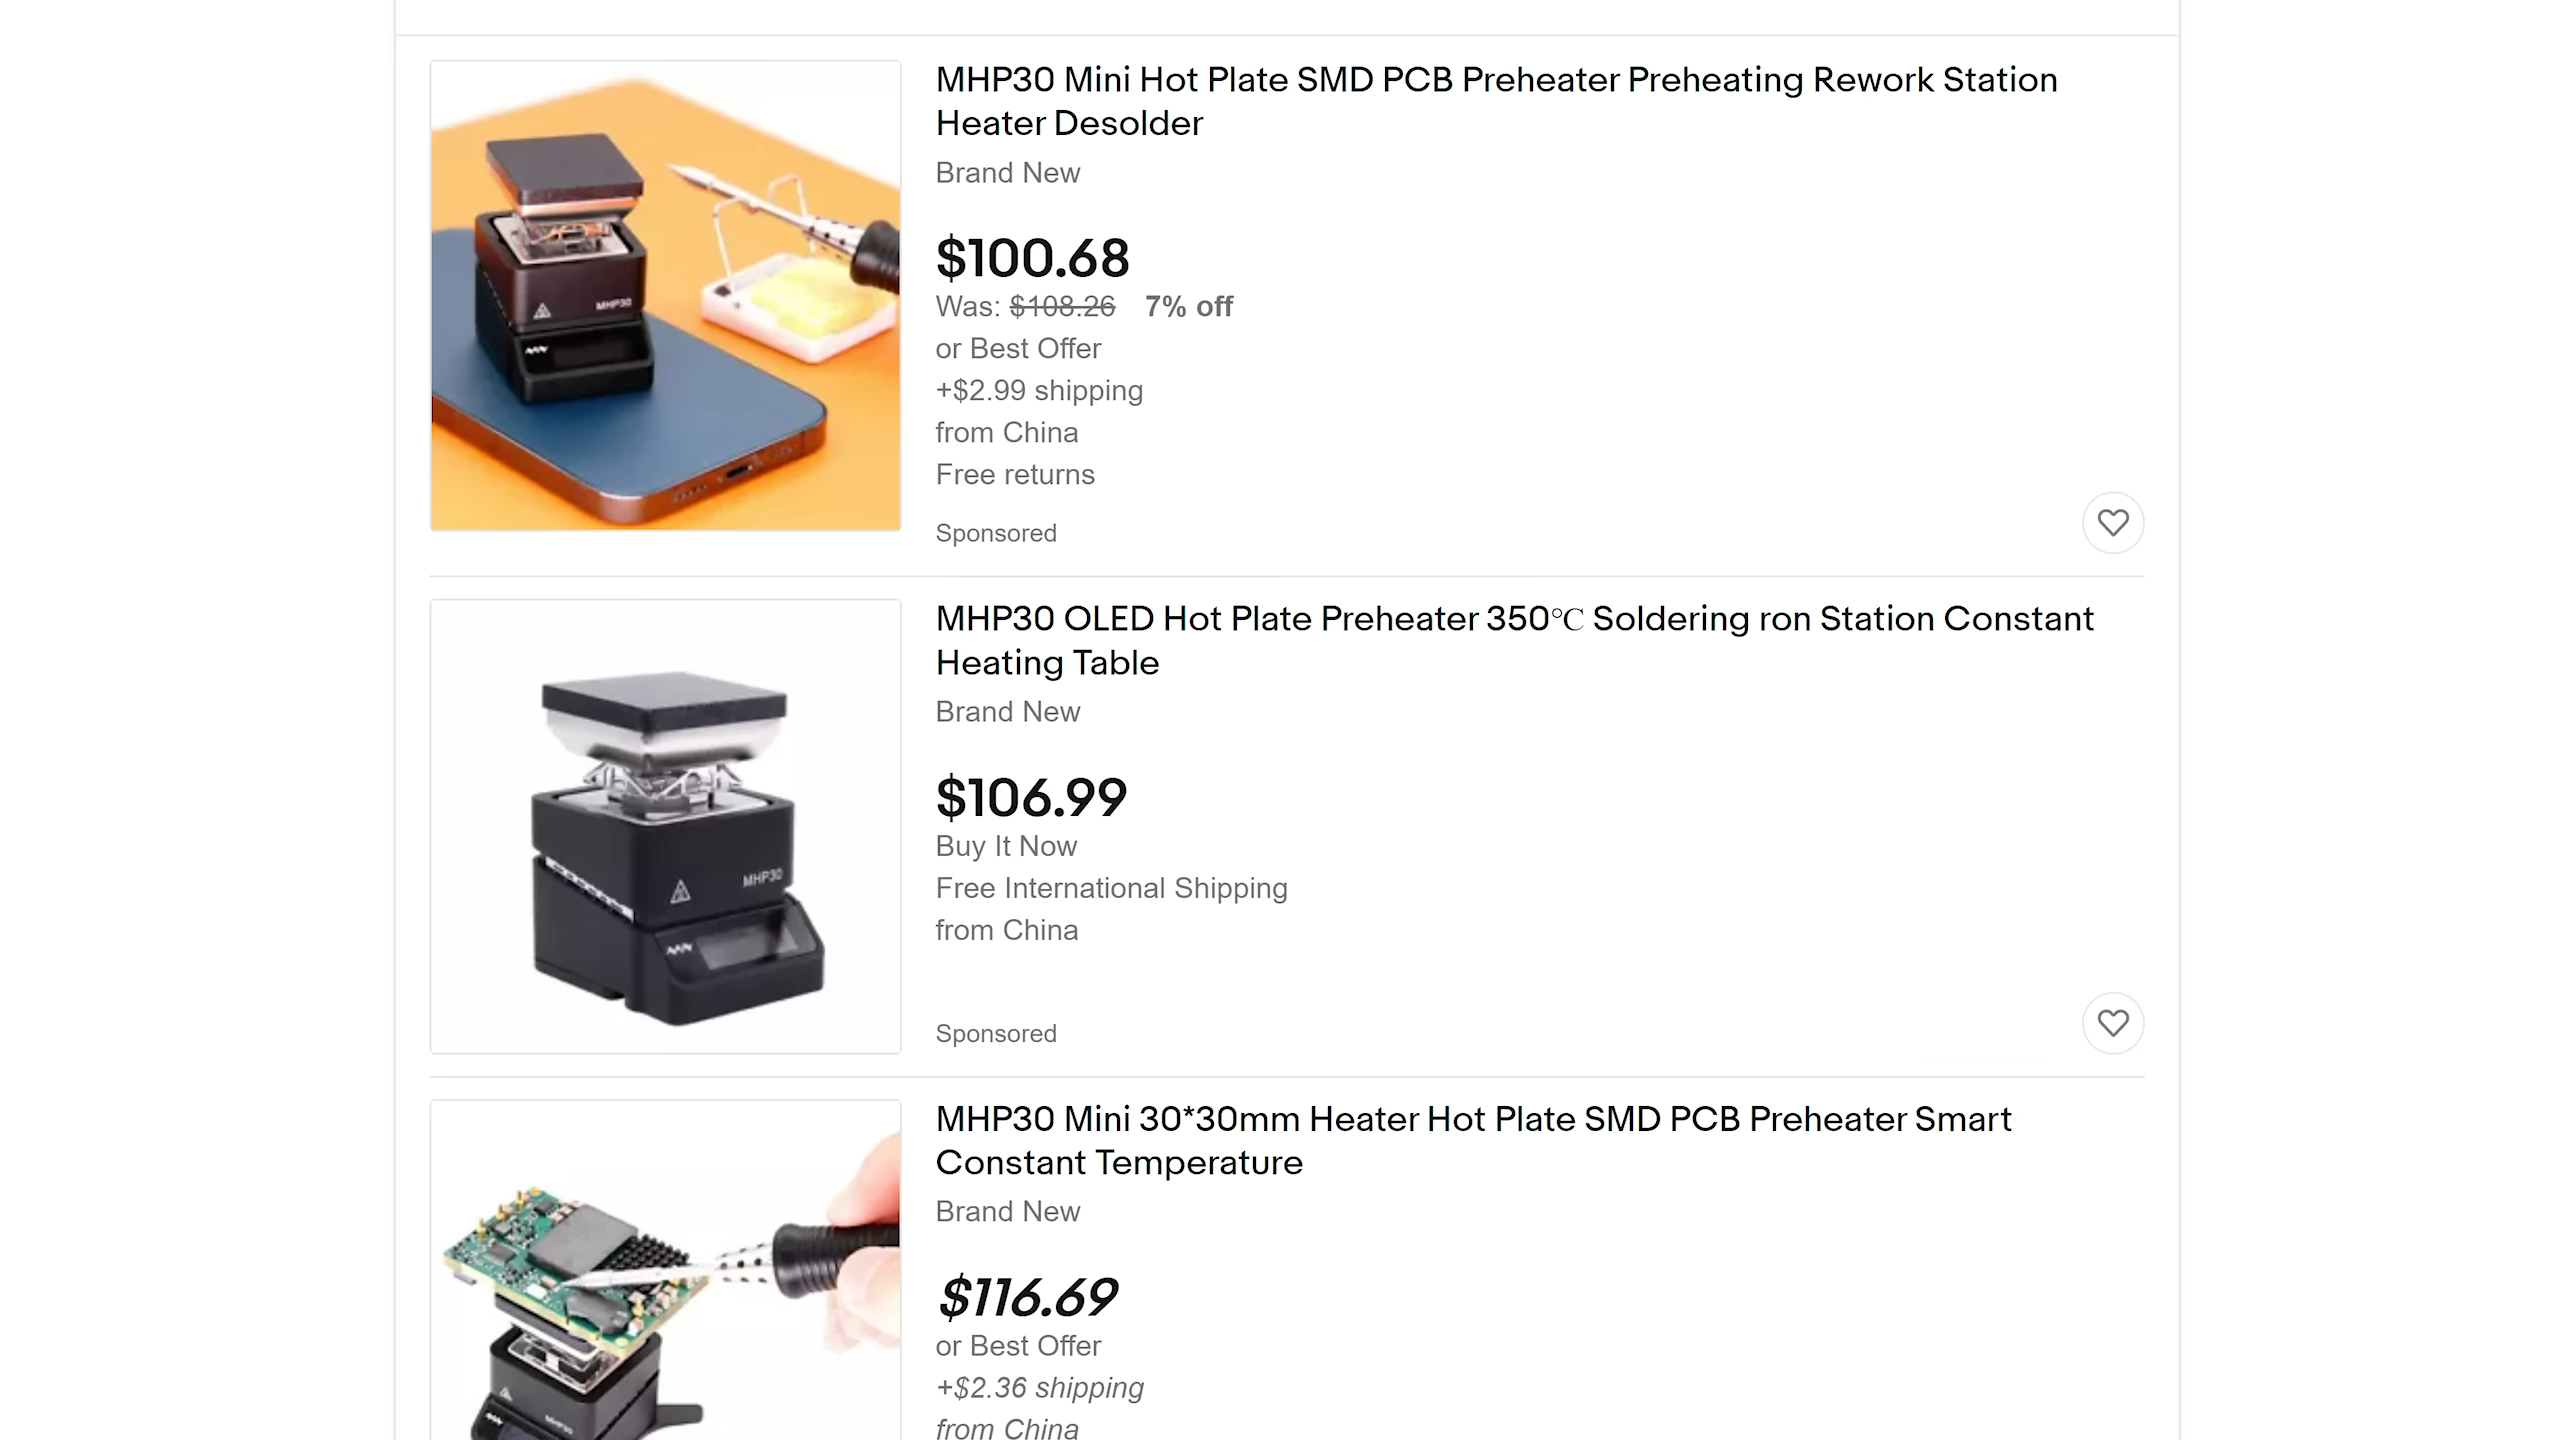 MHP30 Mini Hot Plate SMD PCB Preheater Preheating Rework Station
Heater Desolder
Brand New
$100.68
Was: $108.26 7% off
or Best Offer
+$2.99 shipping
from China
Free returns
Sponsored
MHP30
MHP30 OLED Hot Plate Preheater 350℃ Soldering ron Station Constant
Heating Table
Brand New
$106.99
Buy It Now
Free International Shipping
from China
Sponsored
MHP30
MHP30 Mini 30*30mm Heater Hot Plate SMD PCB Preheater Smart
Constant Temperature
Brand New
$116.69
or Best Offer
+$2.36 shipping
from China
MHP30